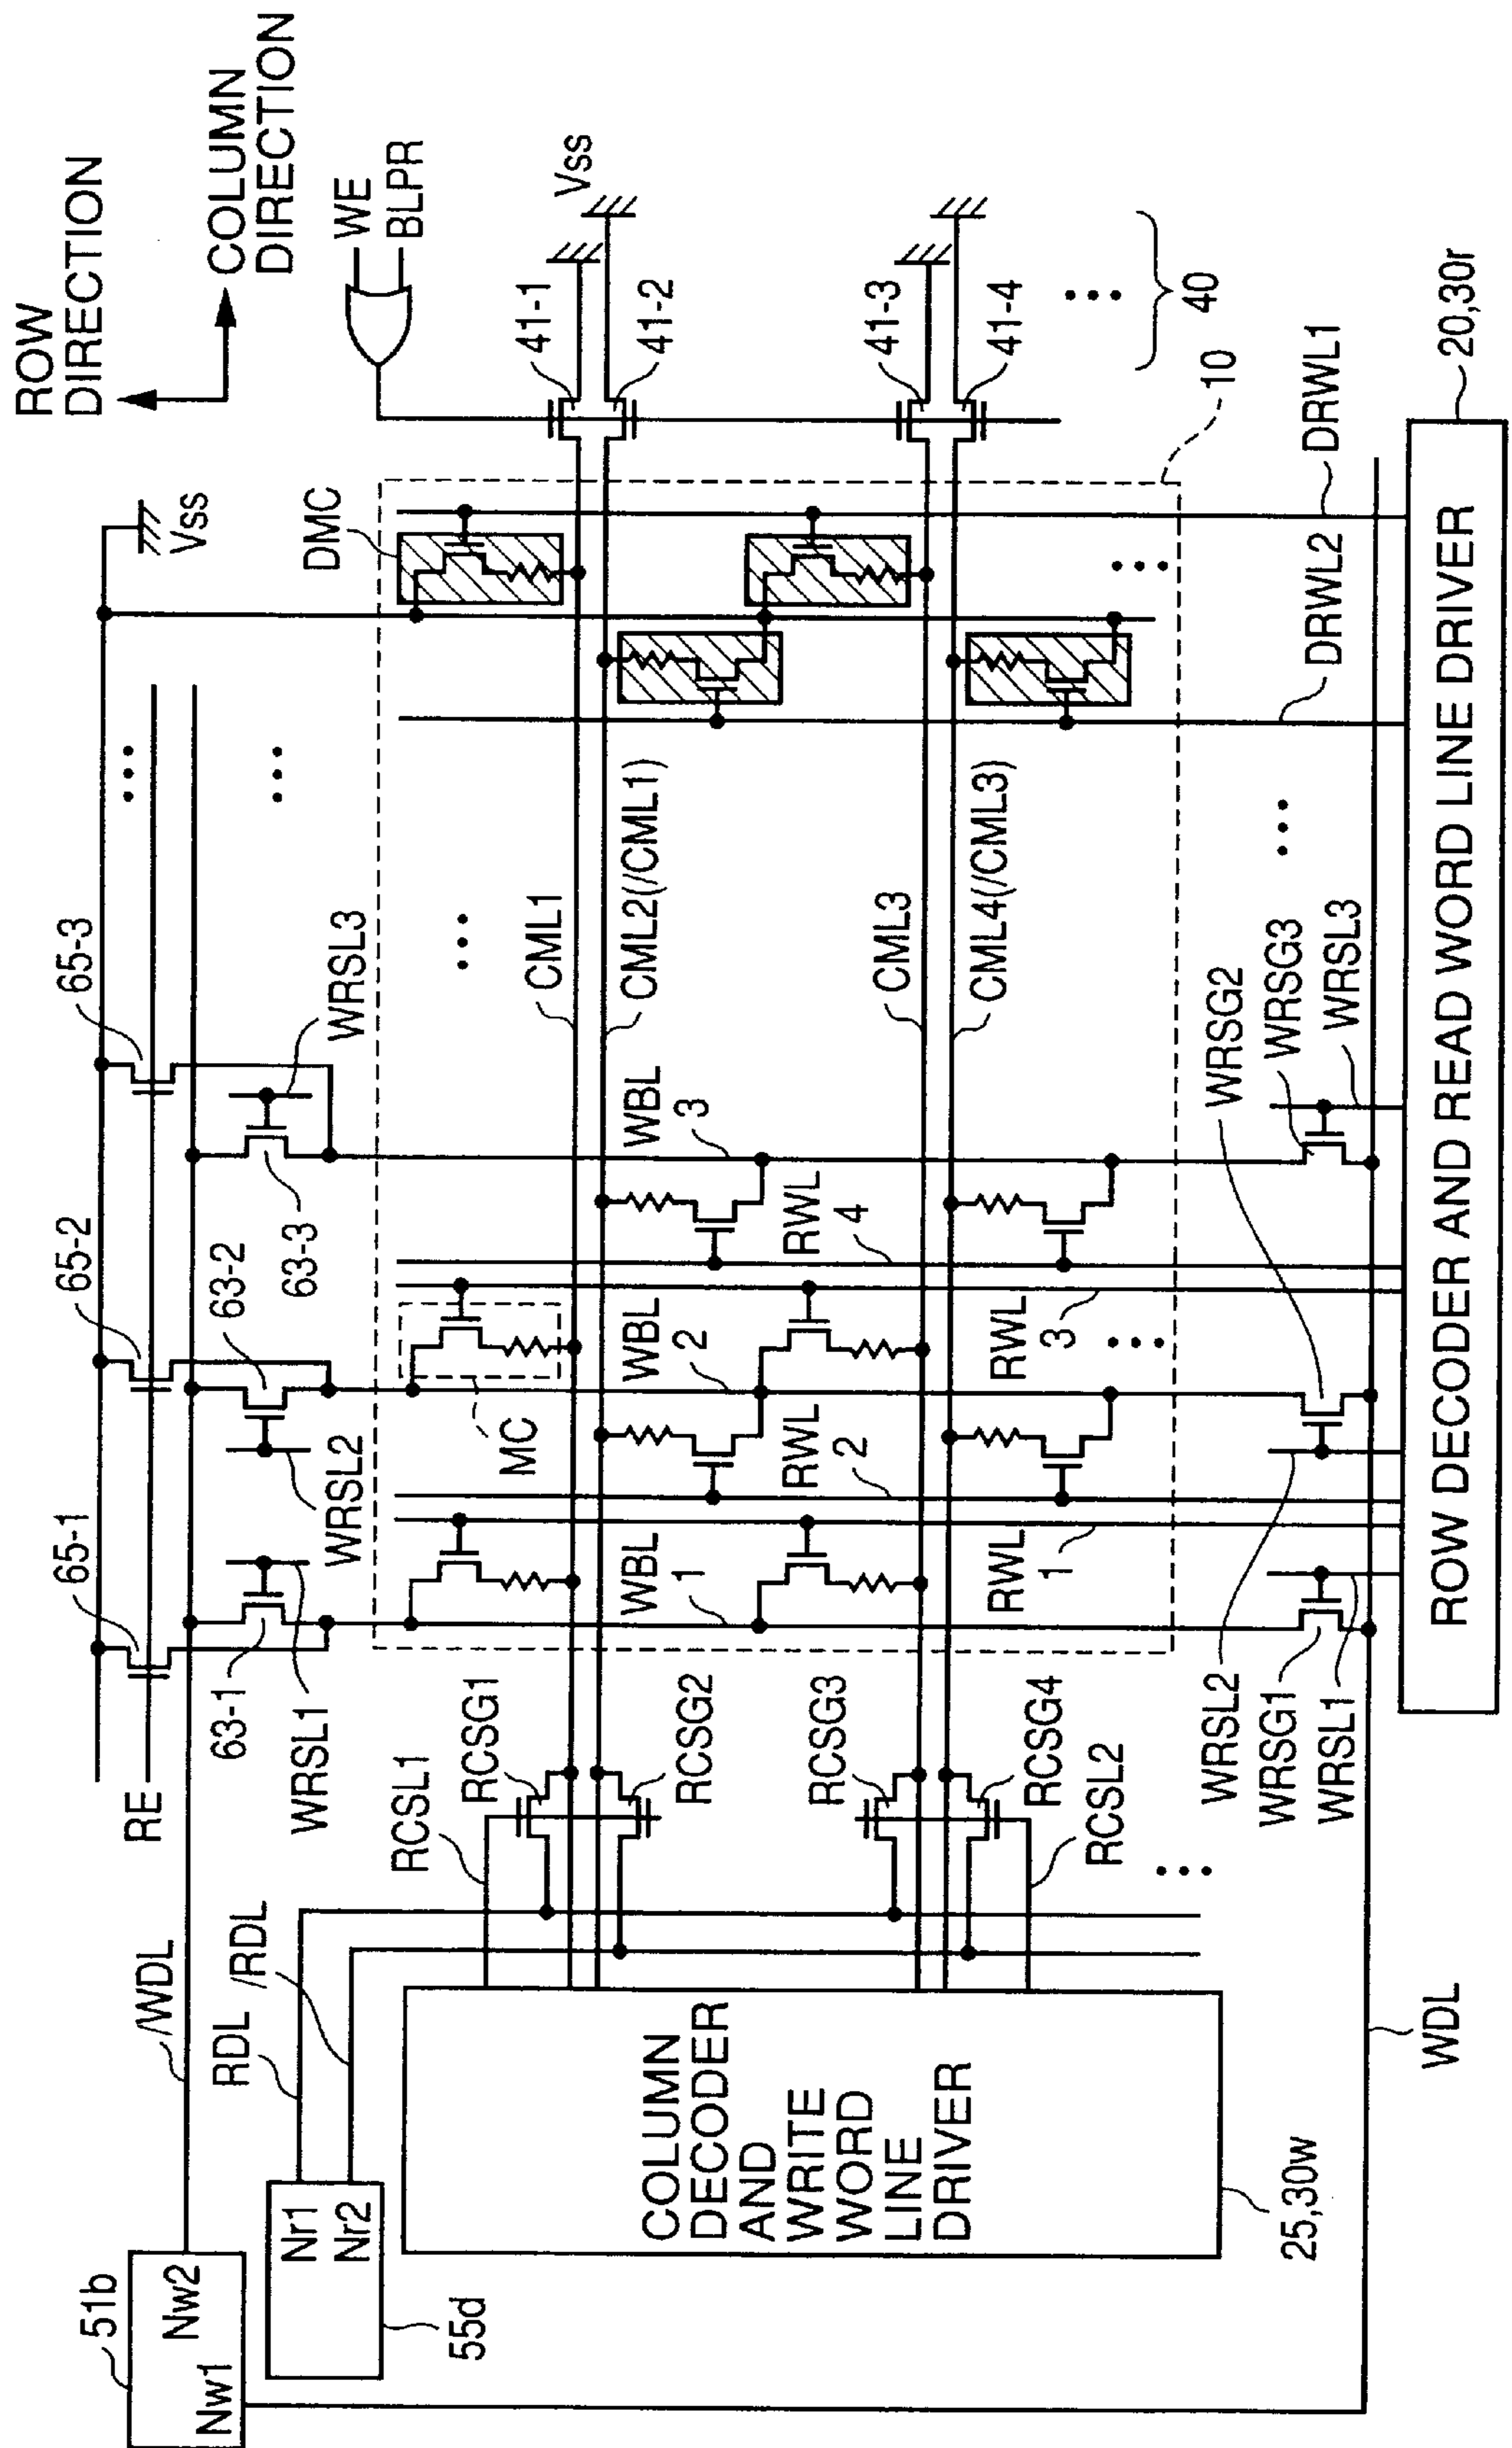 ROW
DIRECTION
COLUMN
DIRECTION
WE
BLPR
Vss
41-1
41-2
41-3
41-4
40
10
DRWL1
20,30r
Vss
DMC
DRWL2
65-3
WRSL3
CML1
CML2(/CML1)
CML3
CML4(/CML3)
WRSG2
WRSG3
WRSL3
65-2
63-2
63-3
WBL
3
RWL
4
65-1
WRSL2
MC
WBL
2
RWL
2
RWL
3
WBL
1
RWL
1
RE
63-1
WRSL1
RCSL1
RCSG1
RCSG2
RCSG3
RCSG4
RCSL2
WRSL2
WRSG1
WRSL1
/WDL
RDL
/RDL
WDL
51b
Nw2
Nw1
Nr1
Nr2
55d
COLUMN
DECODER
AND
WRITE
WORD
LINE
DRIVER
25,30w
ROW DECODER AND READ WORD LINE DRIVER